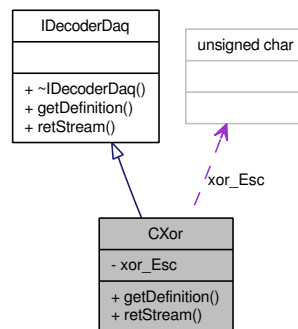 IDecoderDaq
+ ~IDecoderDaq()
+ getDefinition()
+ retStream()
unsigned char
xor_Esc
CXor
- xor_Esc
+ getDefinition()
+ retStream()